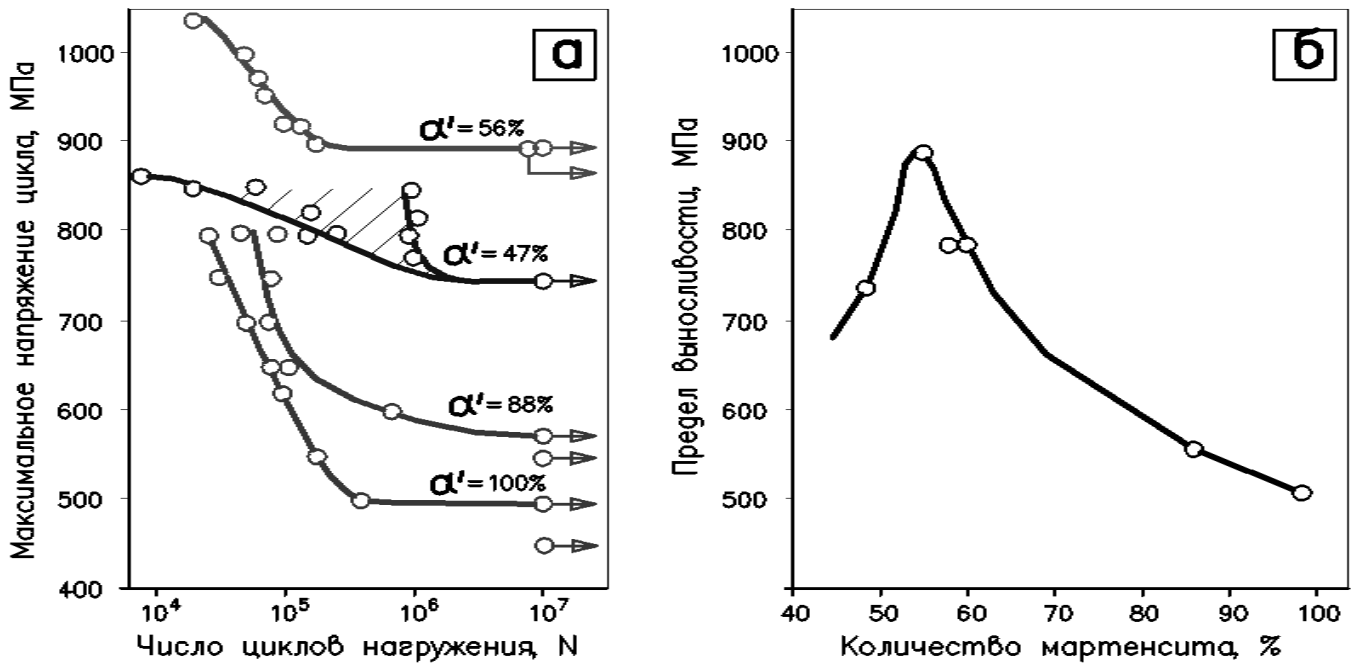 Максимальное напряжение цикла, МПа
1000
900
800
700
600
500
400
а
α'= 56%
α'= 47%
α'= 88%
α'= 100%
10⁴ 10⁵ 10⁶ 10⁷
Число циклов нагружения, N
Предел выносливости, МПа
1000
900
800
700
600
500
б
40 50 60 70 80 90 100
Количество мартенсита, %